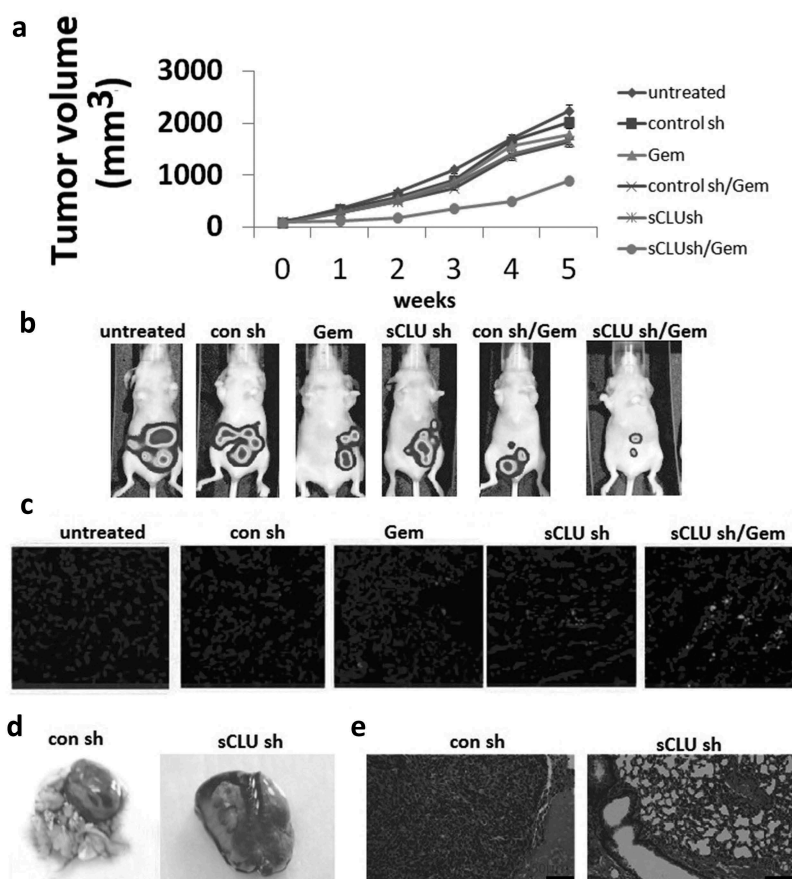 a
Tumor volume
(mm3)
3000
2000
1000
0
0 1 2 3 4 5
weeks
untreated
control sh
Gem
control sh/Gem
sCLUsh
sCLUsh/Gem
b
untreated con sh Gem sCLU sh con sh/Gem sCLU sh/Gem
c
untreated con sh Gem sCLU sh sCLU sh/Gem
d
con sh sCLU sh
e
con sh sCLU sh